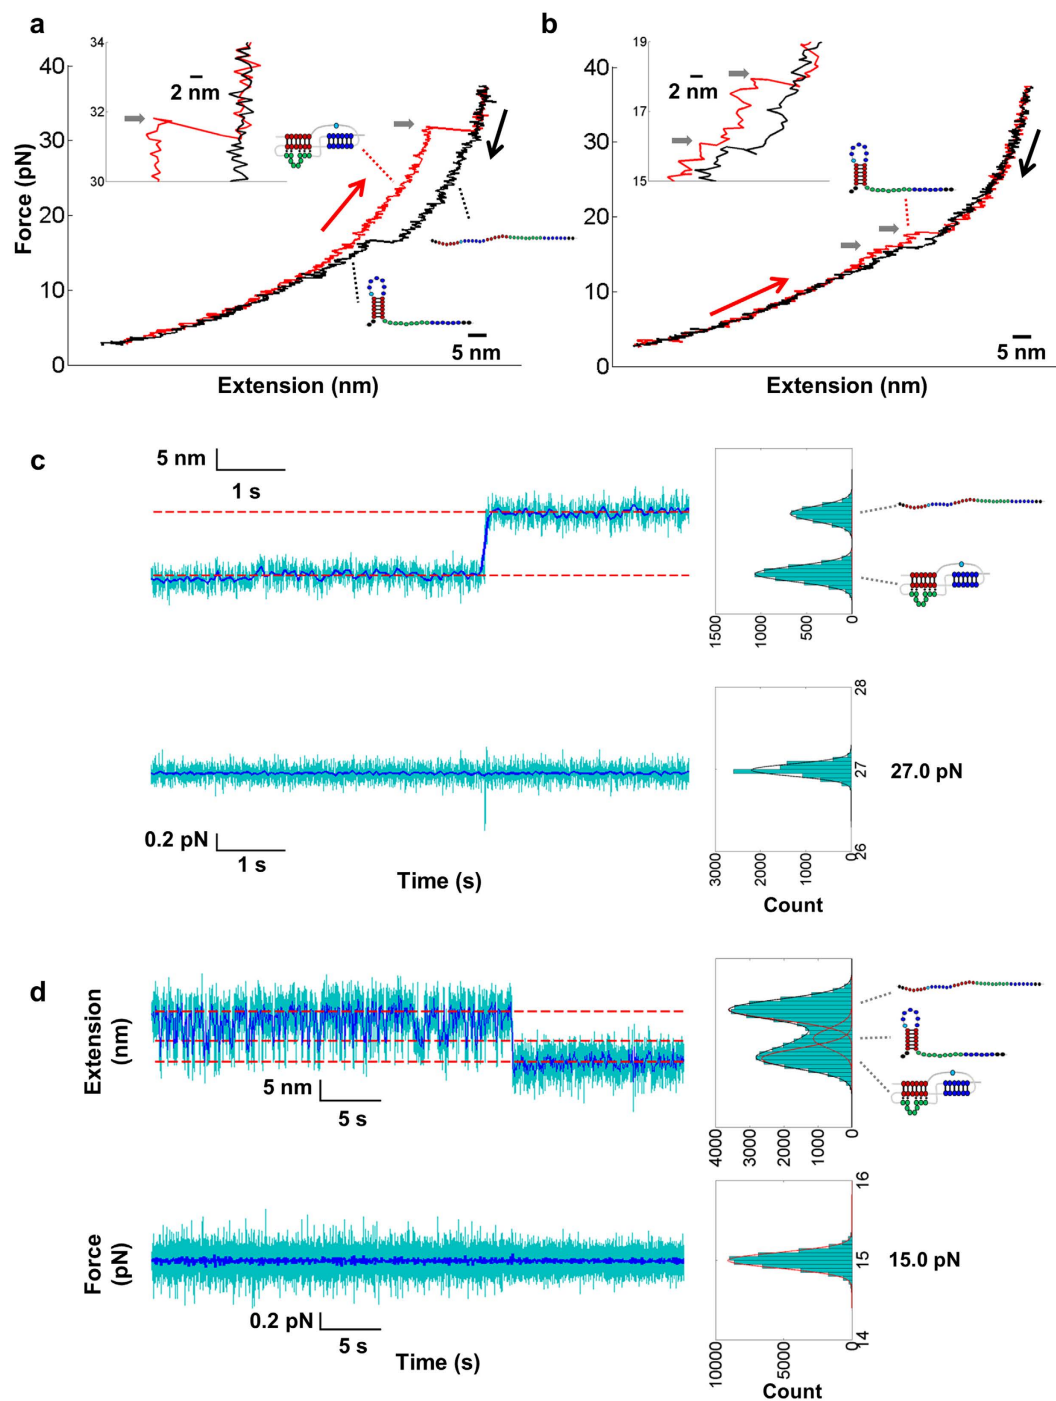 a
34
32
30
2 nm
40
30
20
10
0
Force (pN)
5 nm
Extension (nm)
b
19
17
15
2 nm
40
30
20
10
0
5 nm
Extension (nm)
c
5 nm
1 s
1500
1000
500
0
0.2 pN
1 s
Time (s)
28
27
26
3000
2000
1000
0
Count
27.0 pN
d
Extension
(nm)
5 nm
5 s
4000
3000
2000
1000
0
Force
(pN)
0.2 pN
5 s
Time (s)
16
15
14
10000
5000
0
Count
15.0 pN